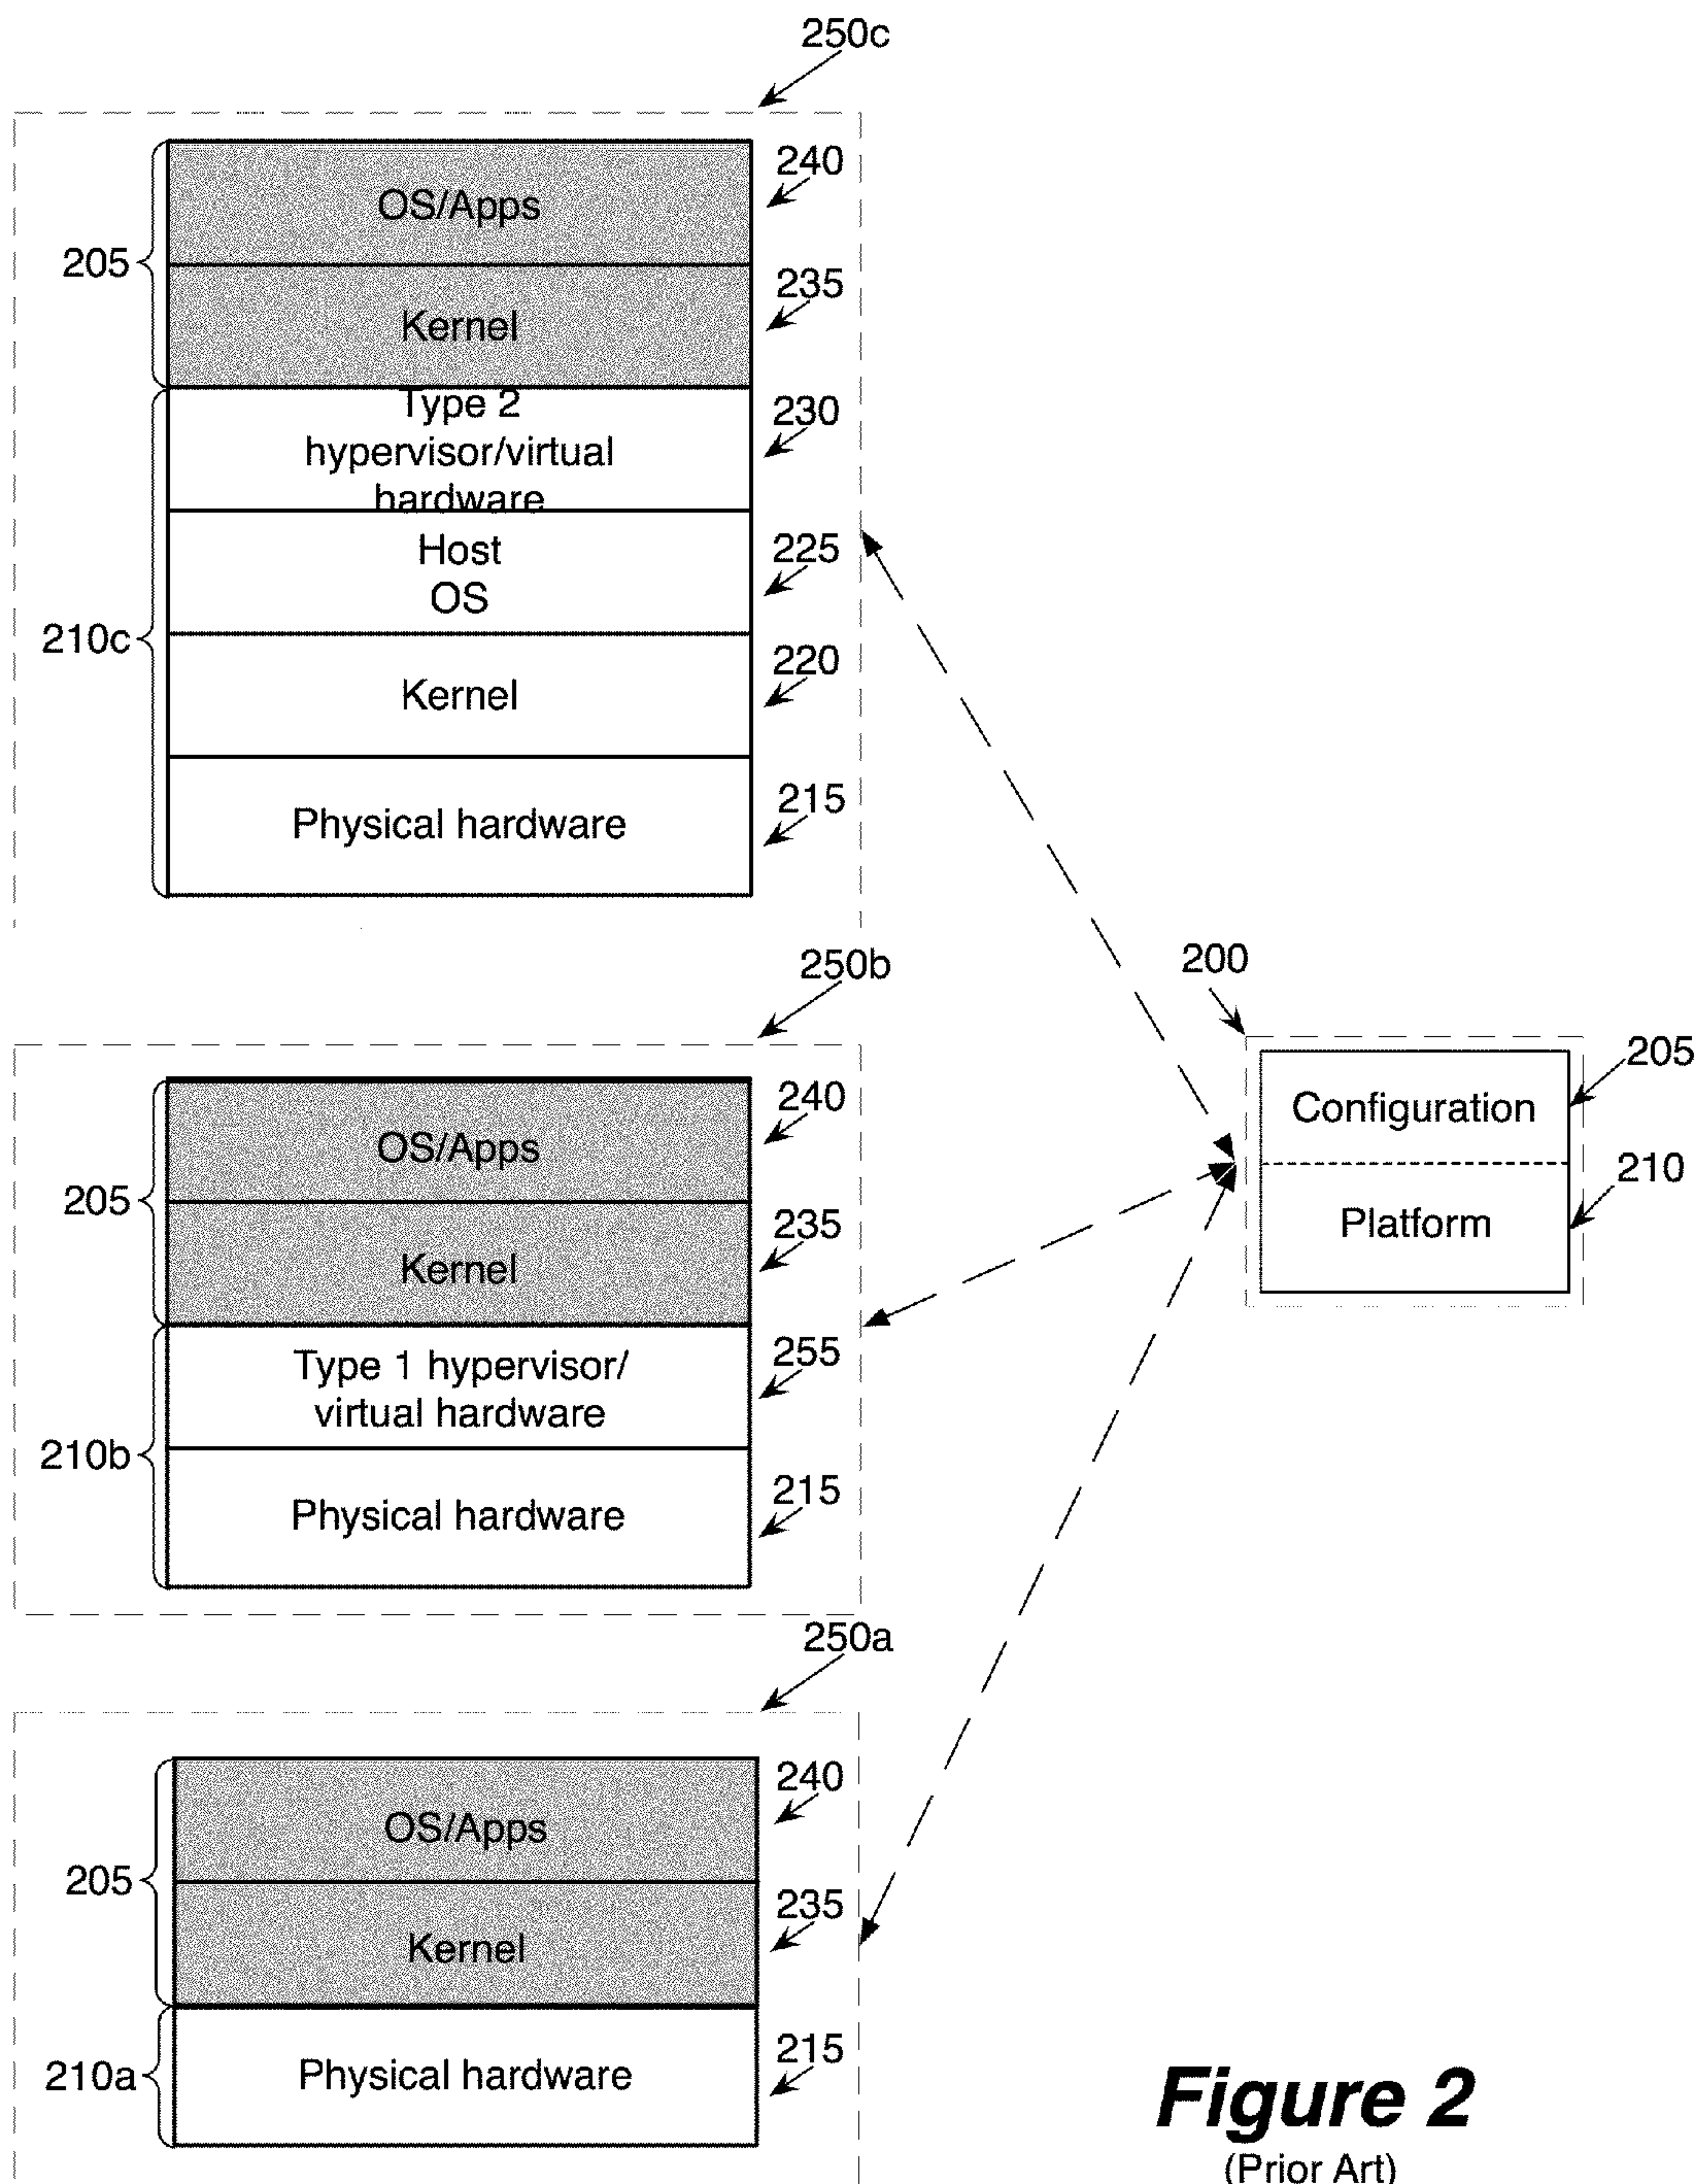 250c
240
OS/Apps
205
235
Kernel
Type 2
230
hypervisor/virtual
hardware
Host
225
OS
210c
220
Kernel
215
Physical hardware
250b
200
205
Configuration
240
OS/Apps
210
205
235
Platform
Kernel
255
Type 1 hypervisor/
virtual hardware
210b
215
Physical hardware
250a
240
OS/Apps
205
235
Kernel
215
210a
Physical hardware
Figure 2
(Prior Art)